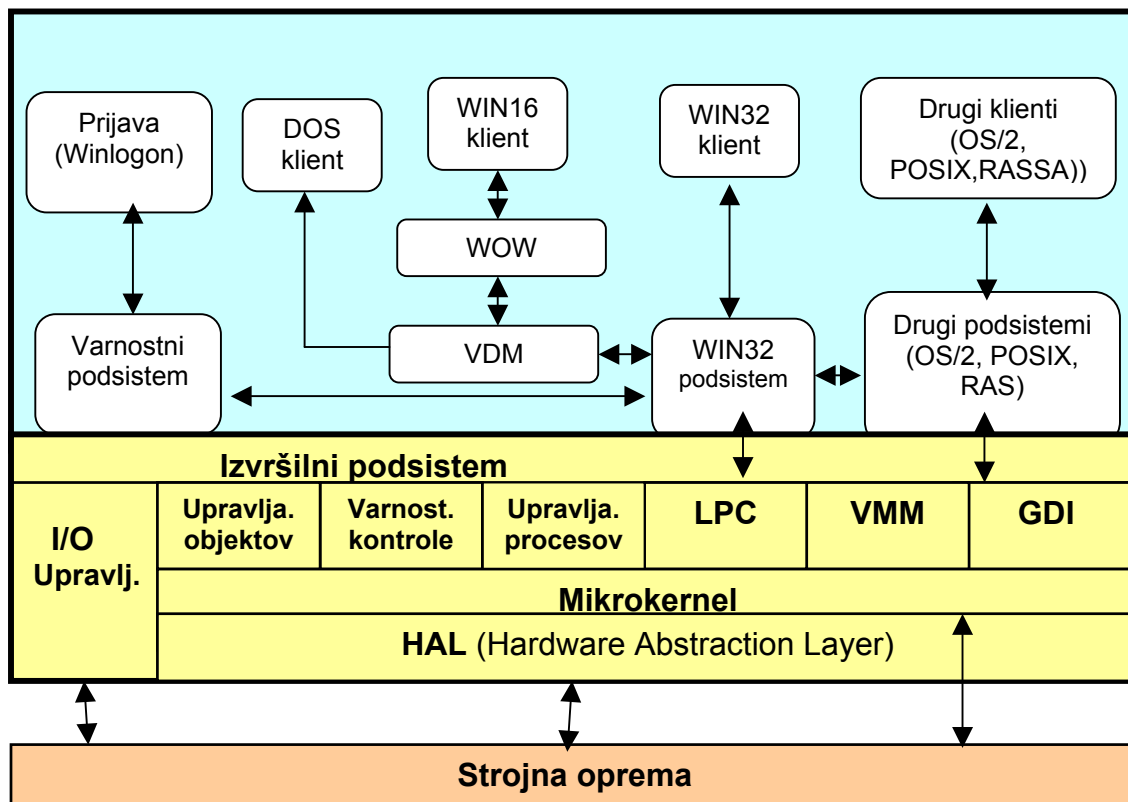 Prijava
(Winlogon)
DOS
klient
WIN16
klient
WIN32
klient
Drugi klienti
(OS/2,
POSIX,RASSA))
WOW
VDM
Varnostni
podsistem
WIN32
podsistem
Drugi podsistemi
(OS/2, POSIX,
RAS)
Izvršilni podsistem
I/O
Upravlj.
Upravlja.
objektov
Varnost.
kontrole
Upravlja.
procesov
LPC
VMM
GDI
Mikrokernel
HAL (Hardware Abstraction Layer)
Strojna oprema